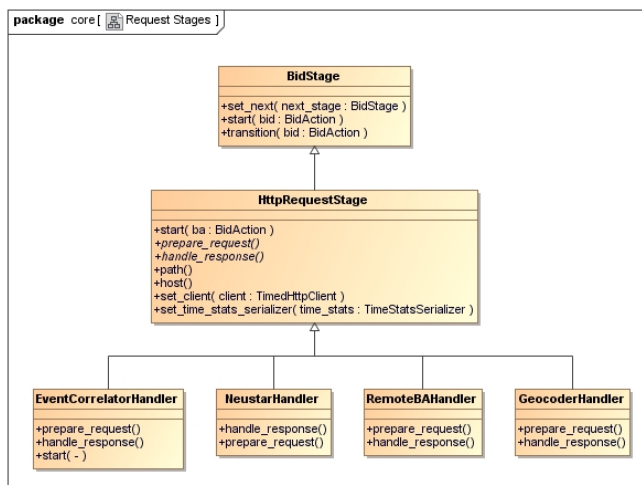 package core [ Request Stages ]
BidStage
+set_next( next_stage : BidStage )
+start( bid : BidAction )
+transition( bid : BidAction )
HttpRequestStage
+start( ba : BidAction )
+prepare_request()
+handle_response()
+path()
+host()
+set_client( client : TimedHttpClient )
+set_time_stats_serializer( time_stats : TimeStatsSerializer )
EventCorrelatorHandler
+prepare_request()
+handle_response()
+start( - )
NeustarHandler
+handle_response()
+prepare_request()
RemoteBAHandler
+prepare_request()
+handle_response()
GeocoderHandler
+prepare_request()
+handle_response()